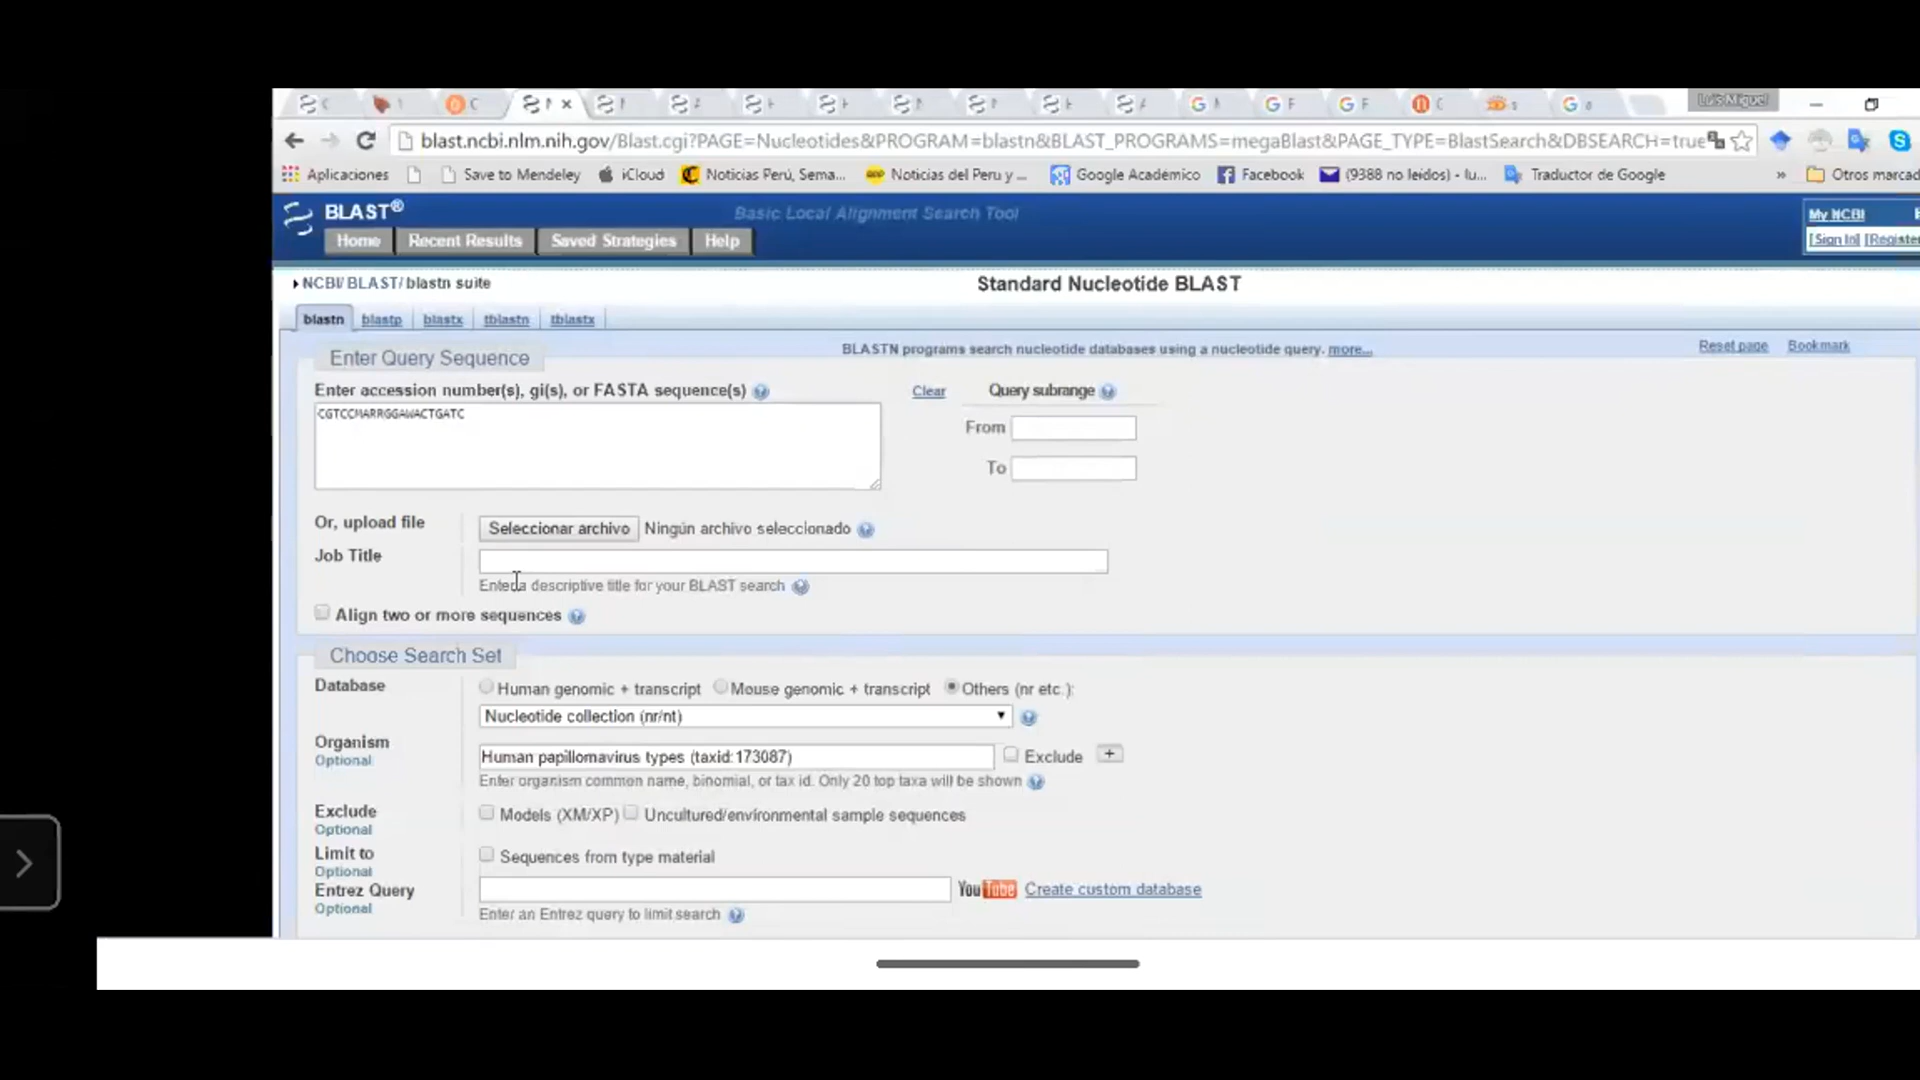 Luis Miguel
blast.ncbi.nlm.nih.gov/Blast.cgi?PAGE=Nucleotides&PROGRAM=blastn&BLAST_PROGRAMS=megaBlast&PAGE_TYPE=BlastSearch&DBSEARCH=true
Aplicaciones Save to Mendeley iCloud Noticias Perú, Sema... Noticias del Peru y ... Google Académico Facebook (9388 no leídos) - lu... Traductor de Google » Otros marcad
BLAST® Basic Local Alignment Search Tool My NCBI
Home Recent Results Saved Strategies Help [Sign In] [Register
NCBI/ BLAST/ blastn suite Standard Nucleotide BLAST
blastn blastp blastx tblastn tblastx
Enter Query Sequence BLASTN programs search nucleotide databases using a nucleotide query. more... Reset page Bookmark
Enter accession number(s), gi(s), or FASTA sequence(s) Clear Query subrange
CGTCCMARRGGAWACTGATC
From
To
Or, upload file Seleccionar archivo Ningún archivo seleccionado
Job Title
Enter a descriptive title for your BLAST search
Align two or more sequences
Choose Search Set
Database Human genomic + transcript Mouse genomic + transcript Others (nr etc.):
Nucleotide collection (nr/nt)
Organism
Optional
Human papillomavirus types (taxid:173087) Exclude +
Enter organism common name, binomial, or tax id. Only 20 top taxa will be shown
Exclude
Optional
Models (XM/XP) Uncultured/environmental sample sequences
Limit to
Optional
Sequences from type material
Entrez Query
Optional
YouTube Create custom database
Enter an Entrez query to limit search